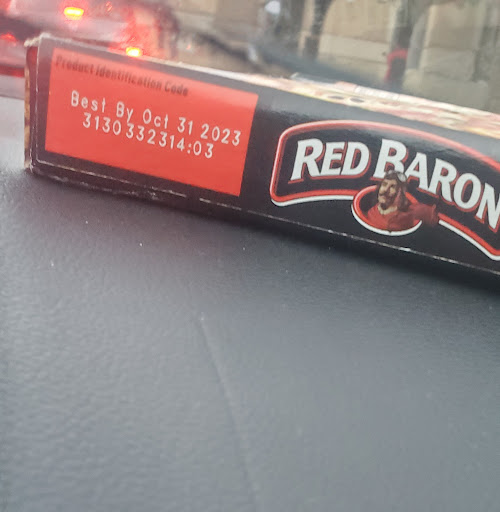 Product Identification Code
Best By Oct 31 2023
3130 332314:03
RED BARON